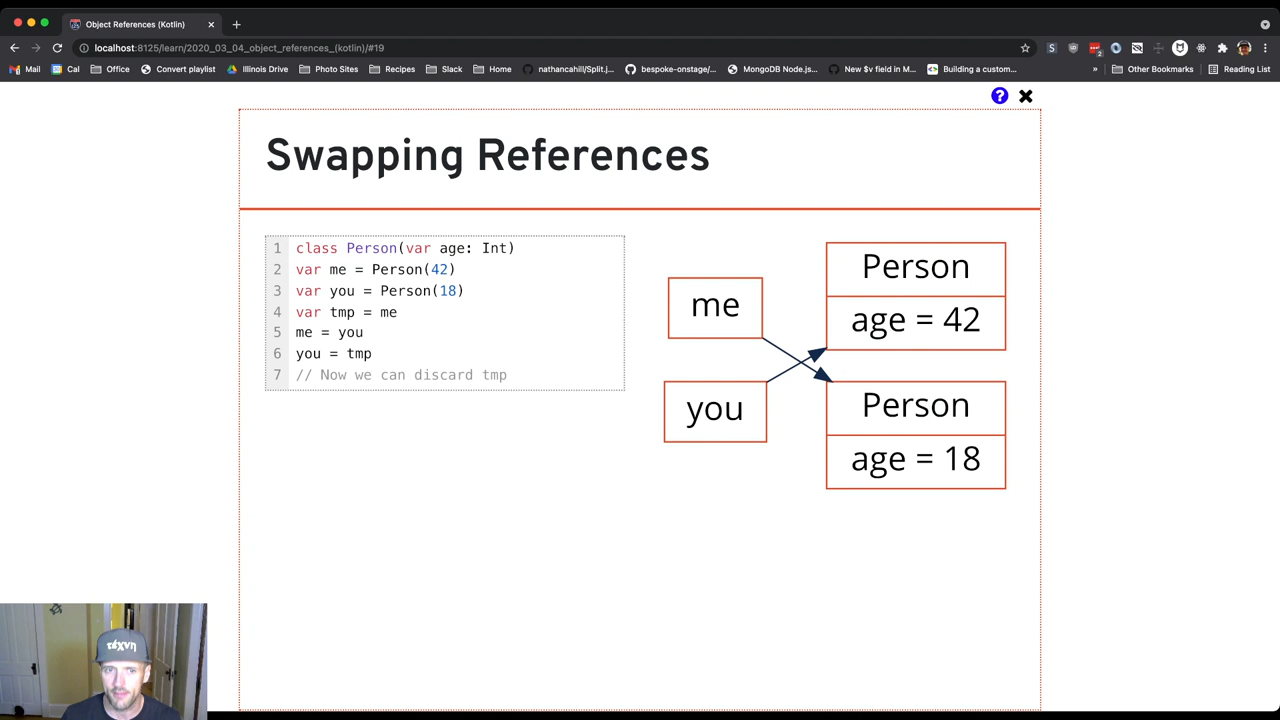 Object References (Kotlin)
localhost:8125/learn/2020_03_04_object_references_(kotlin)/#19
Mail
Cal
Office
Convert playlist
Illinois Drive
Photo Sites
Recipes
Slack
Home
nathancahill/Split.j...
bespoke-onstage/...
MongoDB Node.js...
New $v field in M...
Building a custom...
»
Other Bookmarks
Reading List
?
Swapping References
1 class Person(var age: Int)
2 var me = Person(42)
3 var you = Person(18)
4 var tmp = me
5 me = you
6 you = tmp
7 // Now we can discard tmp
me
you
Person
age = 42
Person
age = 18
τέχνη